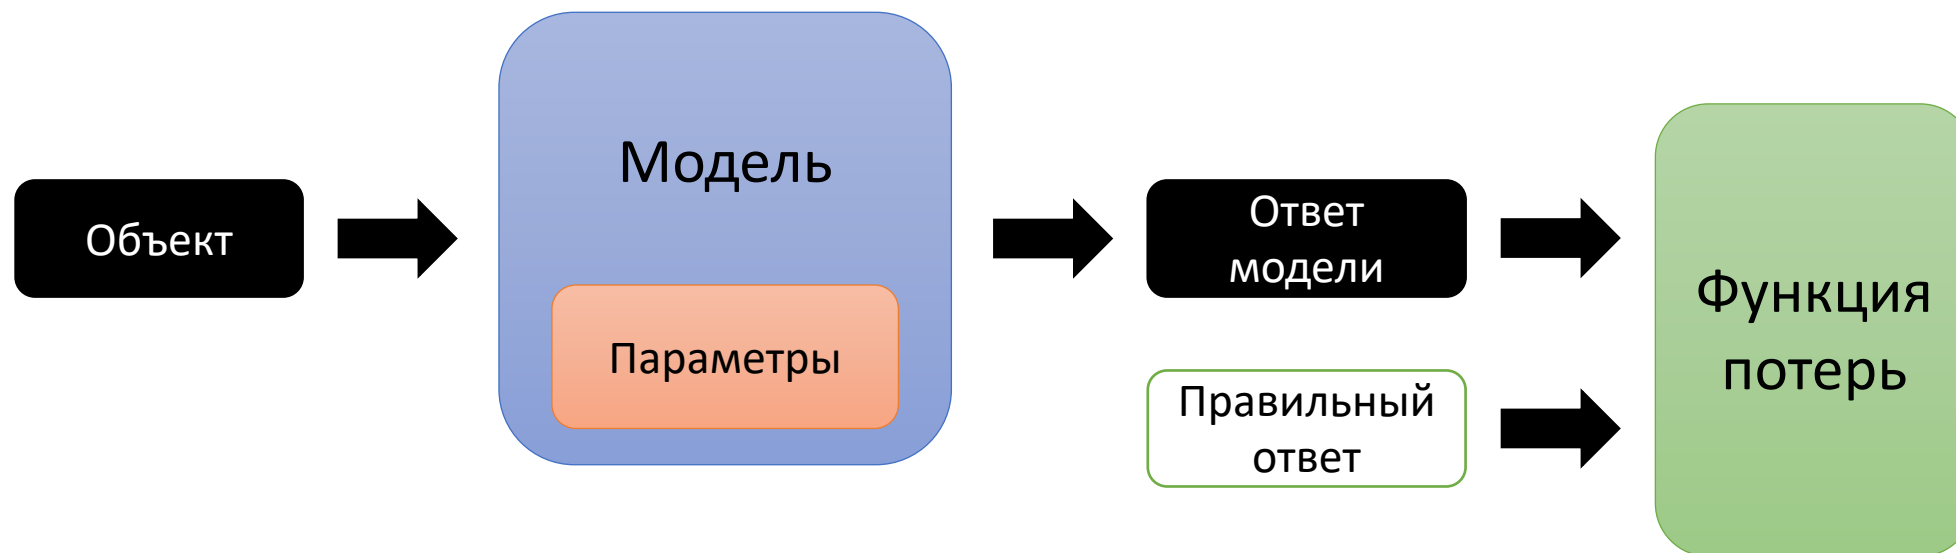 Объект
Модель
Параметры
Ответ
модели
Правильный
ответ
Функция
потерь